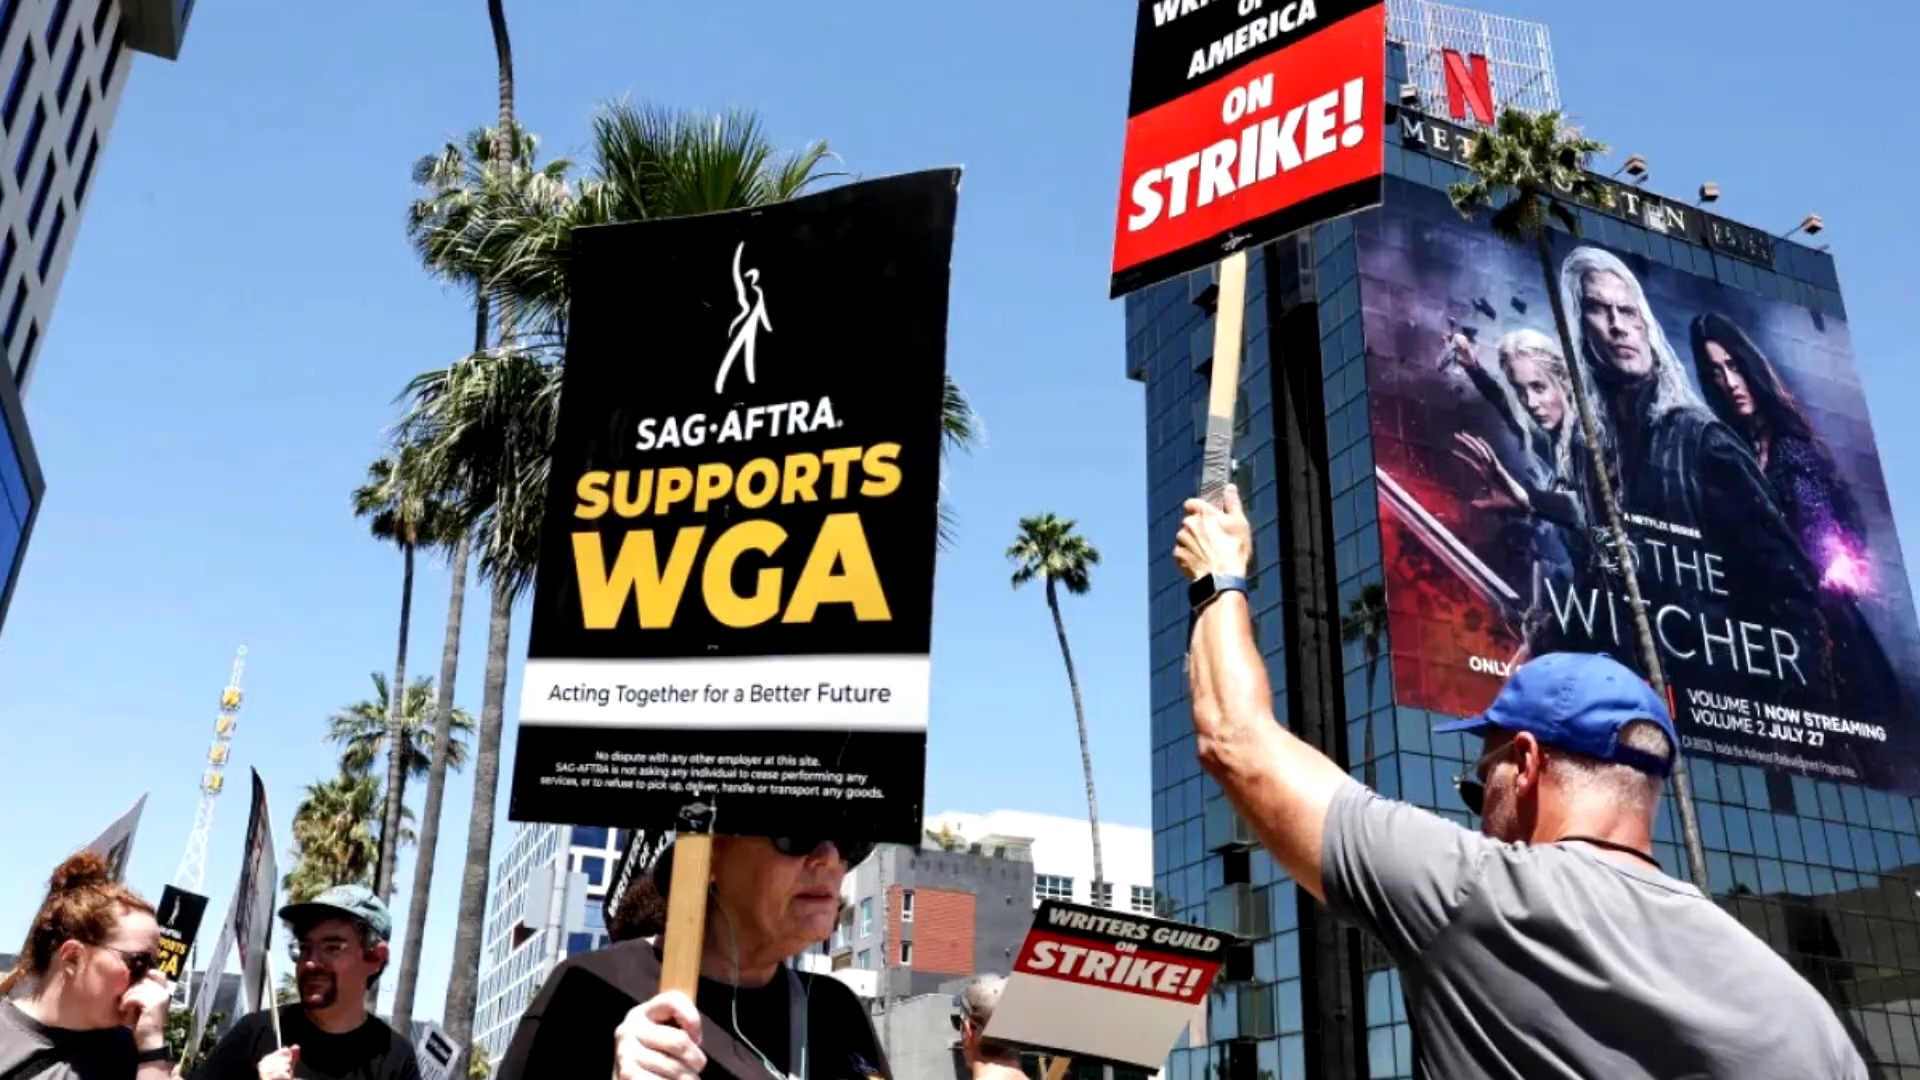 OF
AMERICA
ON
STRIKE!
N
SAG·AFTRA.
SUPPORTS
WGA
Acting Together for a Better Future
No dispute with any other employer at this site.
SAG-AFTRA is not asking any individual to cease performing any
services, or to refuse to pick up, deliver, handle or transport any goods.
A NETFLIX SERIES
THE
WITCHER
ONLY
VOLUME 1 NOW STREAMING
VOLUME 2 JULY 27
WRITERS GUILD
ON
STRIKE!